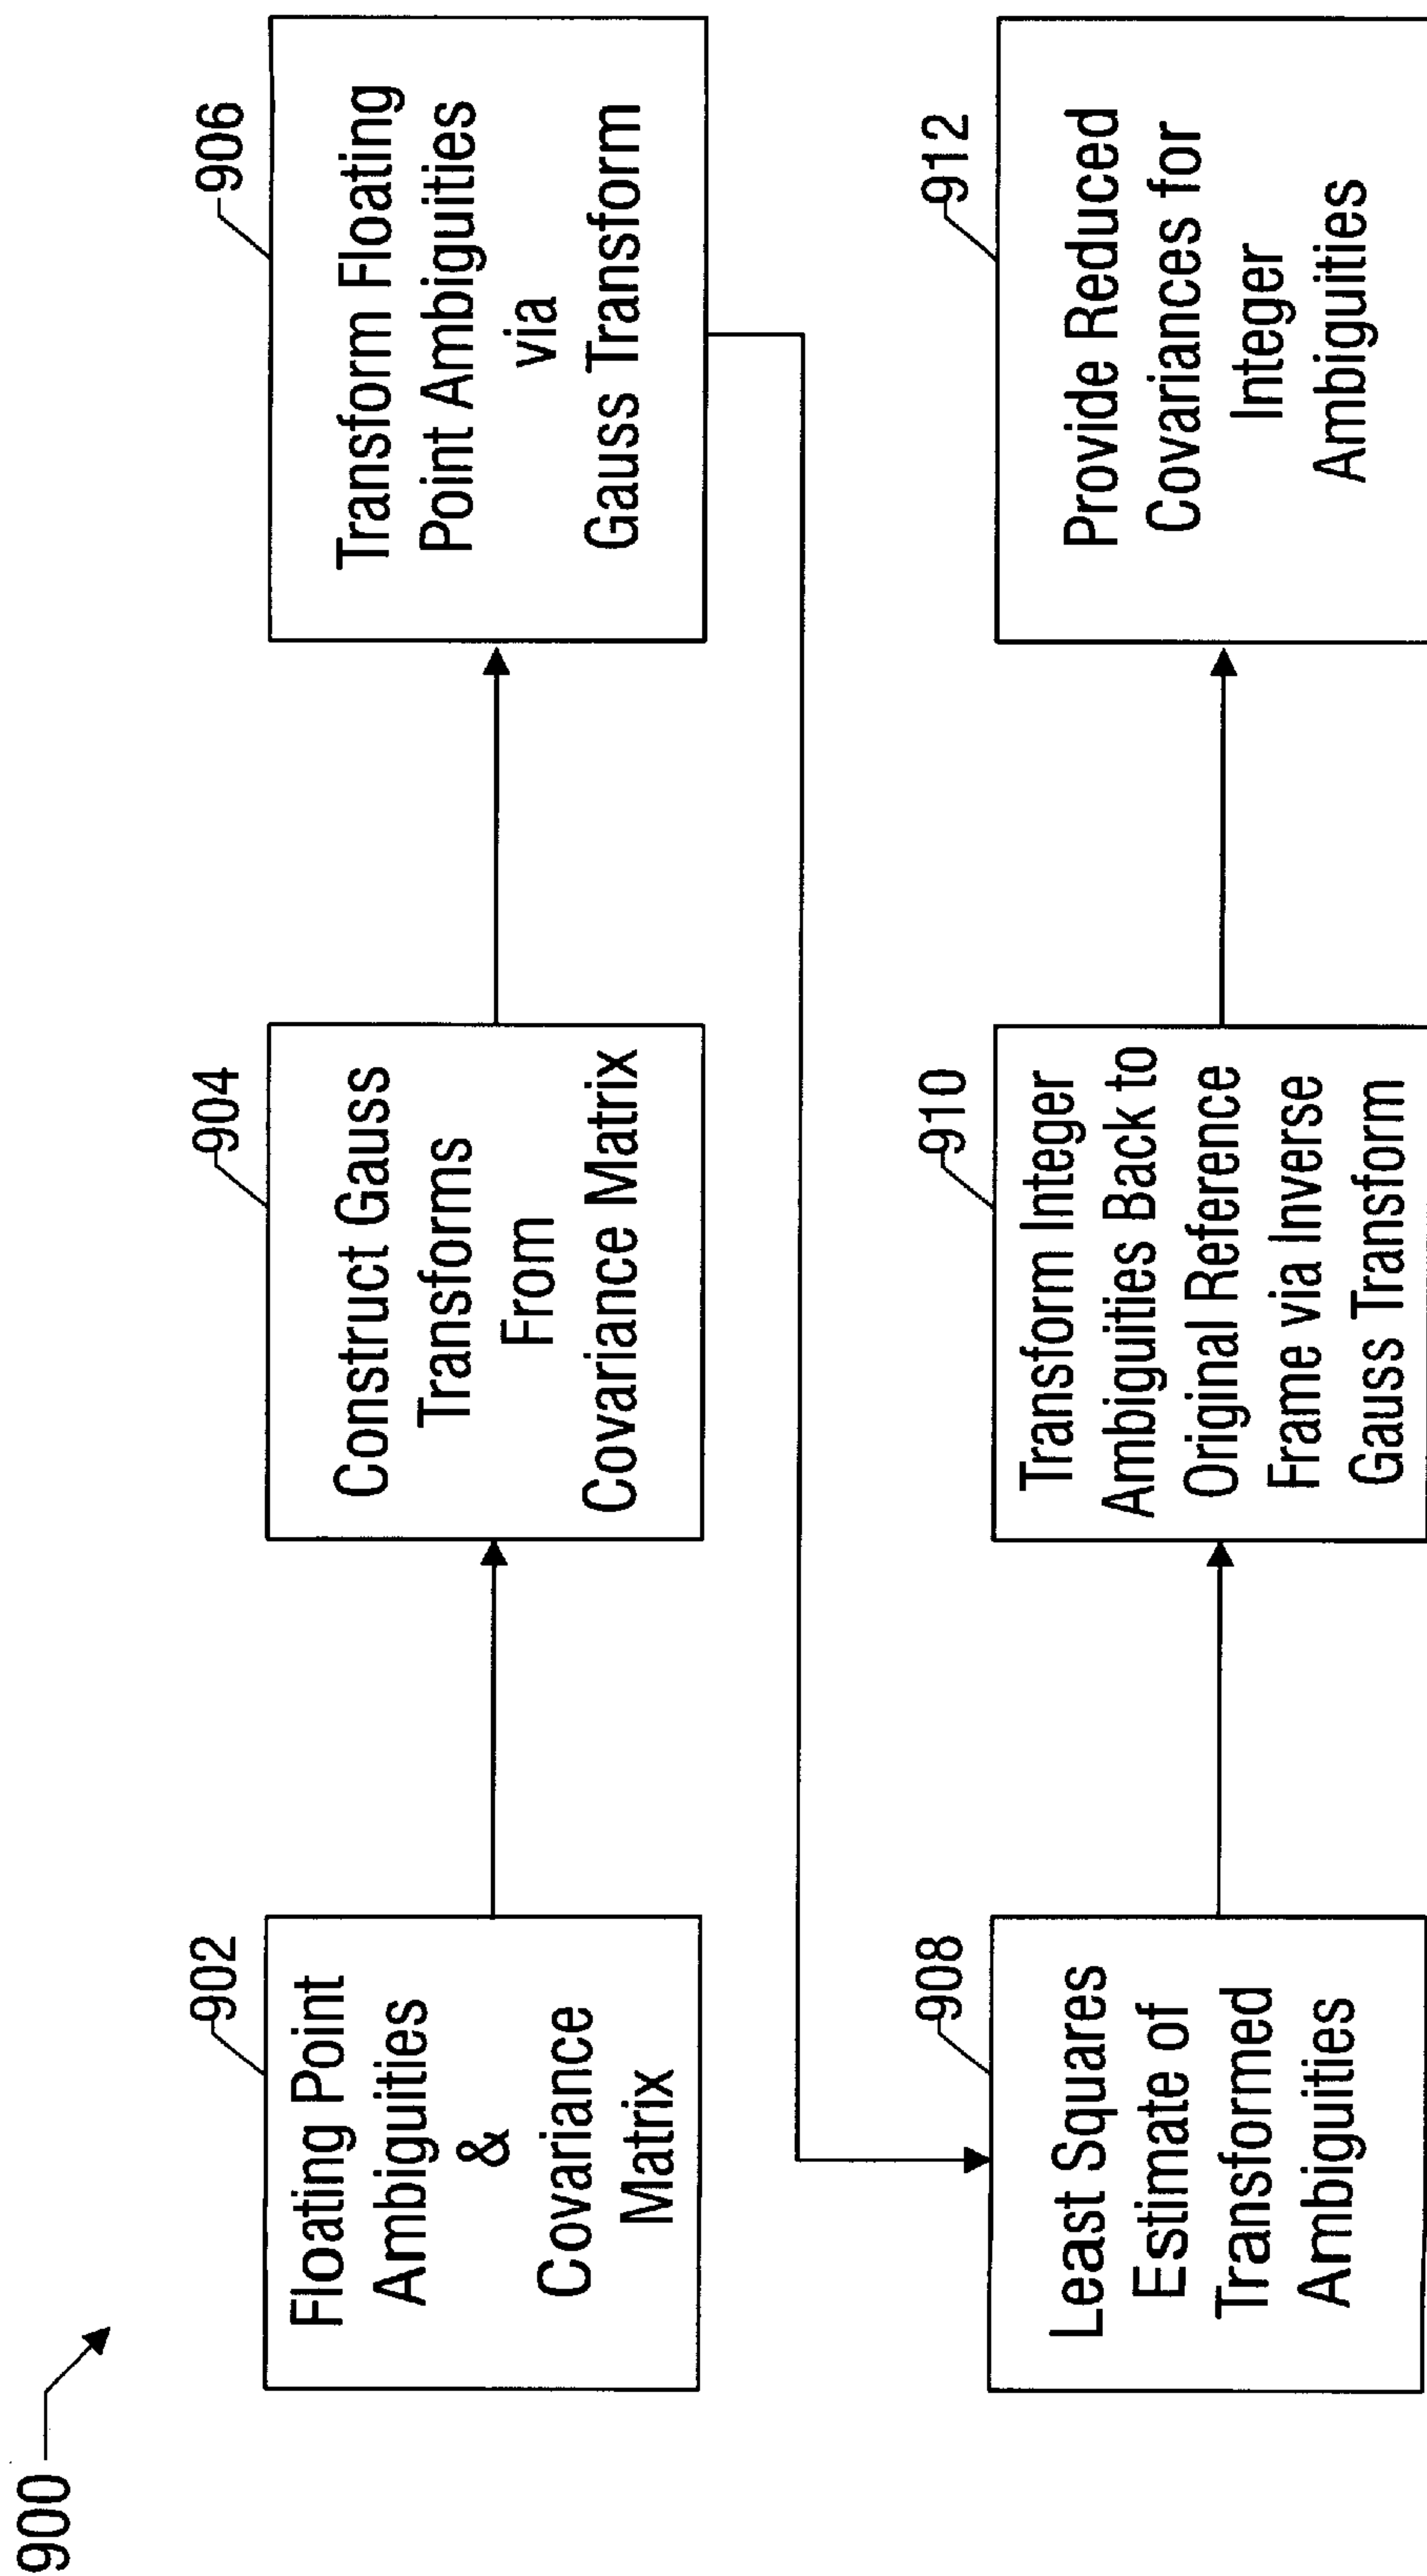 900
902
Floating Point
Ambiguities
&
Covariance
Matrix
904
Construct Gauss
Transforms
From
Covariance Matrix
906
Transform Floating
Point Ambiguities
via
Gauss Transform
908
Least Squares
Estimate of
Transformed
Ambiguities
910
Transform Integer
Ambiguities Back to
Original Reference
Frame via Inverse
Gauss Transform
912
Provide Reduced
Covariances for
Integer
Ambiguities